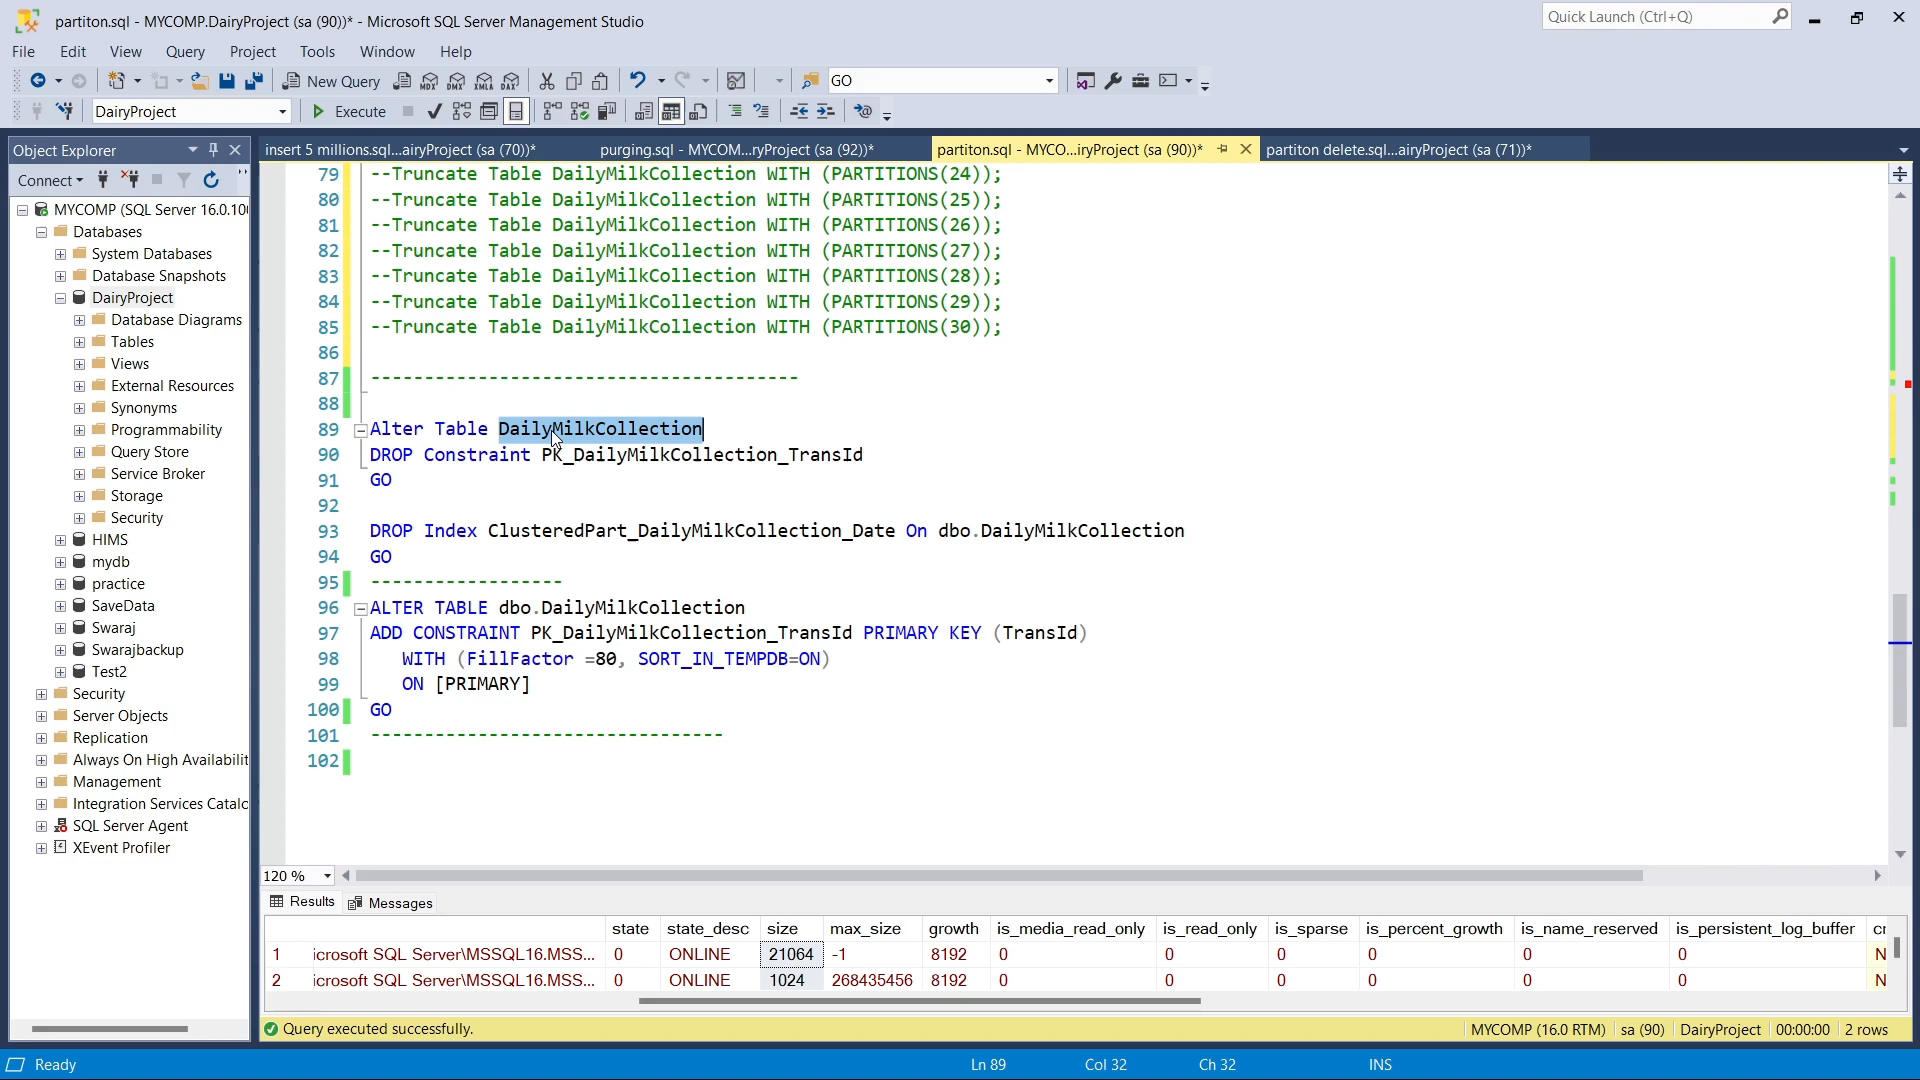 partiton.sql - MYCOMP.DairyProject (sa (90))* - Microsoft SQL Server Management Studio
Quick Launch (Ctrl+Q)
File Edit View Query Project Tools Window Help
New Query
MDX DMX XMLA DAX
GO
DairyProject
Execute
Object Explorer
insert 5 millions.sql...airyProject (sa (70))*
purging.sql - MYCOM...ryProject (sa (92))*
partiton.sql - MYCO...iryProject (sa (90))*
partiton delete.sql...airyProject (sa (71))*
Connect
MYCOMP (SQL Server 16.0.100
Databases
System Databases
Database Snapshots
DairyProject
Database Diagrams
Tables
Views
External Resources
Synonyms
Programmability
Query Store
Service Broker
Storage
Security
HIMS
mydb
practice
SaveData
Swaraj
Swarajbackup
Test2
Security
Server Objects
Replication
Always On High Availabilit
Management
Integration Services Catalo
SQL Server Agent
XEvent Profiler
79 --Truncate Table DailyMilkCollection WITH (PARTITIONS(24));
80 --Truncate Table DailyMilkCollection WITH (PARTITIONS(25));
81 --Truncate Table DailyMilkCollection WITH (PARTITIONS(26));
82 --Truncate Table DailyMilkCollection WITH (PARTITIONS(27));
83 --Truncate Table DailyMilkCollection WITH (PARTITIONS(28));
84 --Truncate Table DailyMilkCollection WITH (PARTITIONS(29));
85 --Truncate Table DailyMilkCollection WITH (PARTITIONS(30));
86
87 ----------------------------------------
88
89 Alter Table DailyMilkCollection
90 DROP Constraint PK_DailyMilkCollection_TransId
91 GO
92
93 DROP Index ClusteredPart_DailyMilkCollection_Date On dbo.DailyMilkCollection
94 GO
95 ------------------
96 ALTER TABLE dbo.DailyMilkCollection
97 ADD CONSTRAINT PK_DailyMilkCollection_TransId PRIMARY KEY (TransId)
98 WITH (FillFactor =80, SORT_IN_TEMPDB=ON)
99 ON [PRIMARY]
100 GO
101 ---------------------------------
102
120 %
Results Messages
state state_desc size max_size growth is_media_read_only is_read_only is_sparse is_percent_growth is_name_reserved is_persistent_log_buffer cr
1 icrosoft SQL Server\MSSQL16.MSS... 0 ONLINE 21064 -1 8192 0 0 0 0 0 0 N
2 icrosoft SQL Server\MSSQL16.MSS... 0 ONLINE 1024 268435456 8192 0 0 0 0 0 0 N
Query executed successfully.
MYCOMP (16.0 RTM) sa (90) DairyProject 00:00:00 2 rows
Ready
Ln 89 Col 32 Ch 32 INS